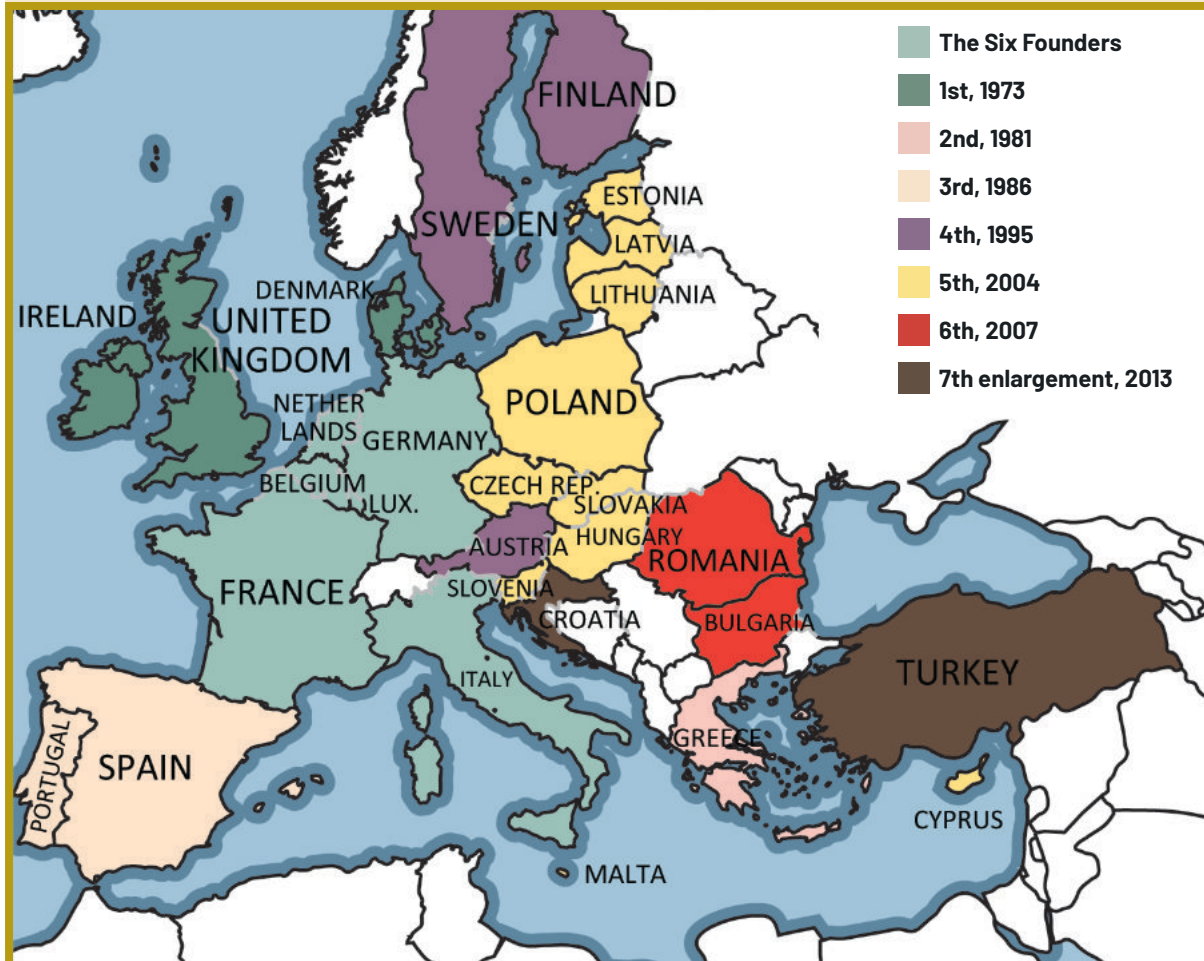 The Six Founders
1st, 1973
2nd, 1981
3rd, 1986
4th, 1995
5th, 2004
6th, 2007
7th enlargement, 2013
FINLAND
SWEDEN
ESTONIA
LATVIA
LITHUANIA
DENMARK
IRELAND
UNITED
KINGDOM
NETHER
LANDS
GERMANY
POLAND
BELGIUM
LUX.
CZECH REP.
SLOVAKIA
HUNGARY
AUSTRIA
ROMANIA
FRANCE
SLOVENIA
CROATIA
BULGARIA
ITALY
TURKEY
GREECE
PORTUGAL
SPAIN
CYPRUS
MALTA